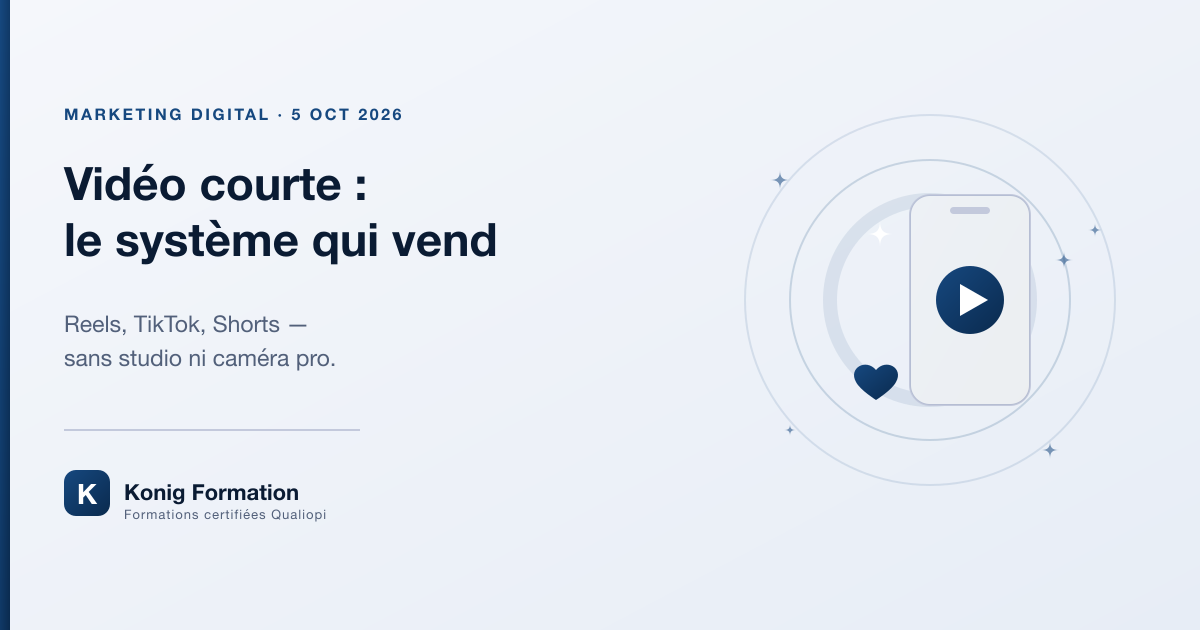 MARKETING DIGITAL · 5 OCT 2026
Vidéo courte :
le système qui vend
Reels, TikTok, Shorts —
sans studio ni caméra pro.
K
Konig Formation
Formations certifiées Qualiopi